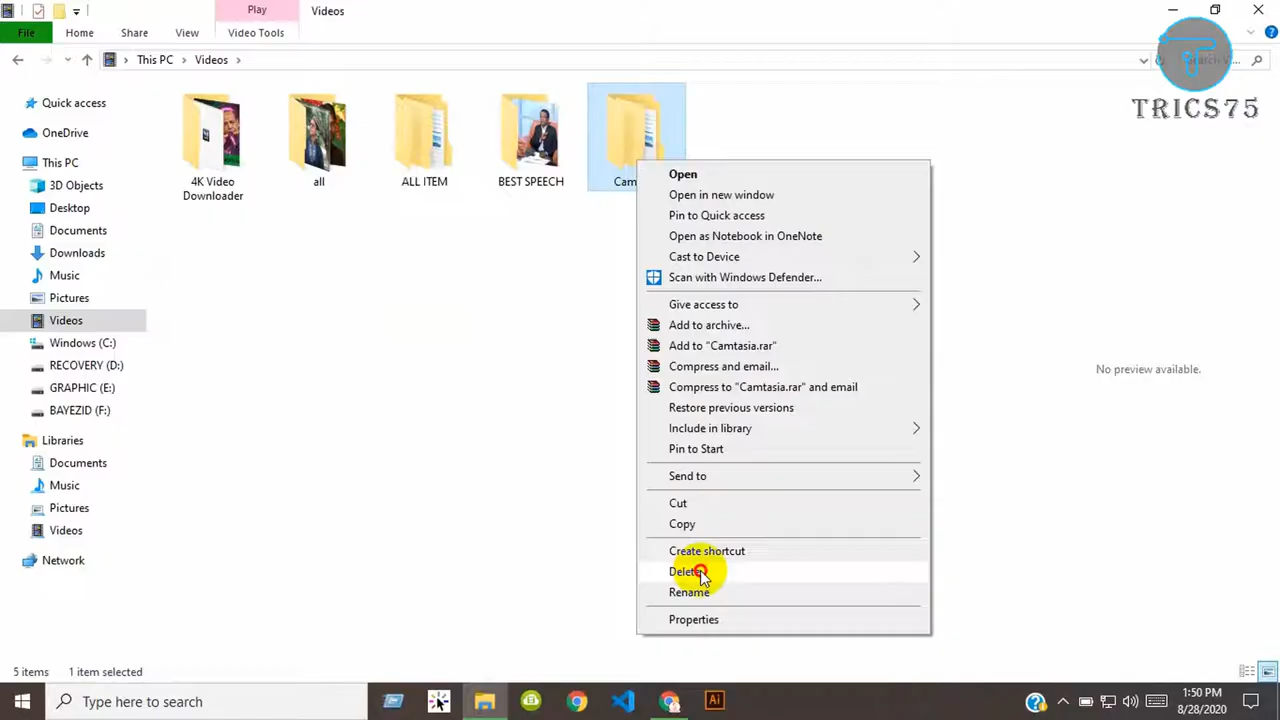 Play
Videos
File
Home
Share
View
Video Tools
This PC
Videos
TRICS75
Quick access
OneDrive
This PC
3D Objects
Desktop
Documents
Downloads
Music
Pictures
Videos
Windows (C:)
RECOVERY (D:)
GRAPHIC (E:)
BAYEZID (F:)
Libraries
Documents
Music
Pictures
Videos
Network
4K Video
Downloader
all
ALL ITEM
BEST SPEECH
Cam
Open
Open in new window
Pin to Quick access
Open as Notebook in OneNote
Cast to Device
Scan with Windows Defender...
Give access to
Add to archive...
Add to "Camtasia.rar"
Compress and email...
Compress to "Camtasia.rar" and email
Restore previous versions
Include in library
Pin to Start
Send to
Cut
Copy
Create shortcut
Delete
Rename
Properties
No preview available.
5 items
1 item selected
Type here to search
Ai
1:50 PM
8/28/2020